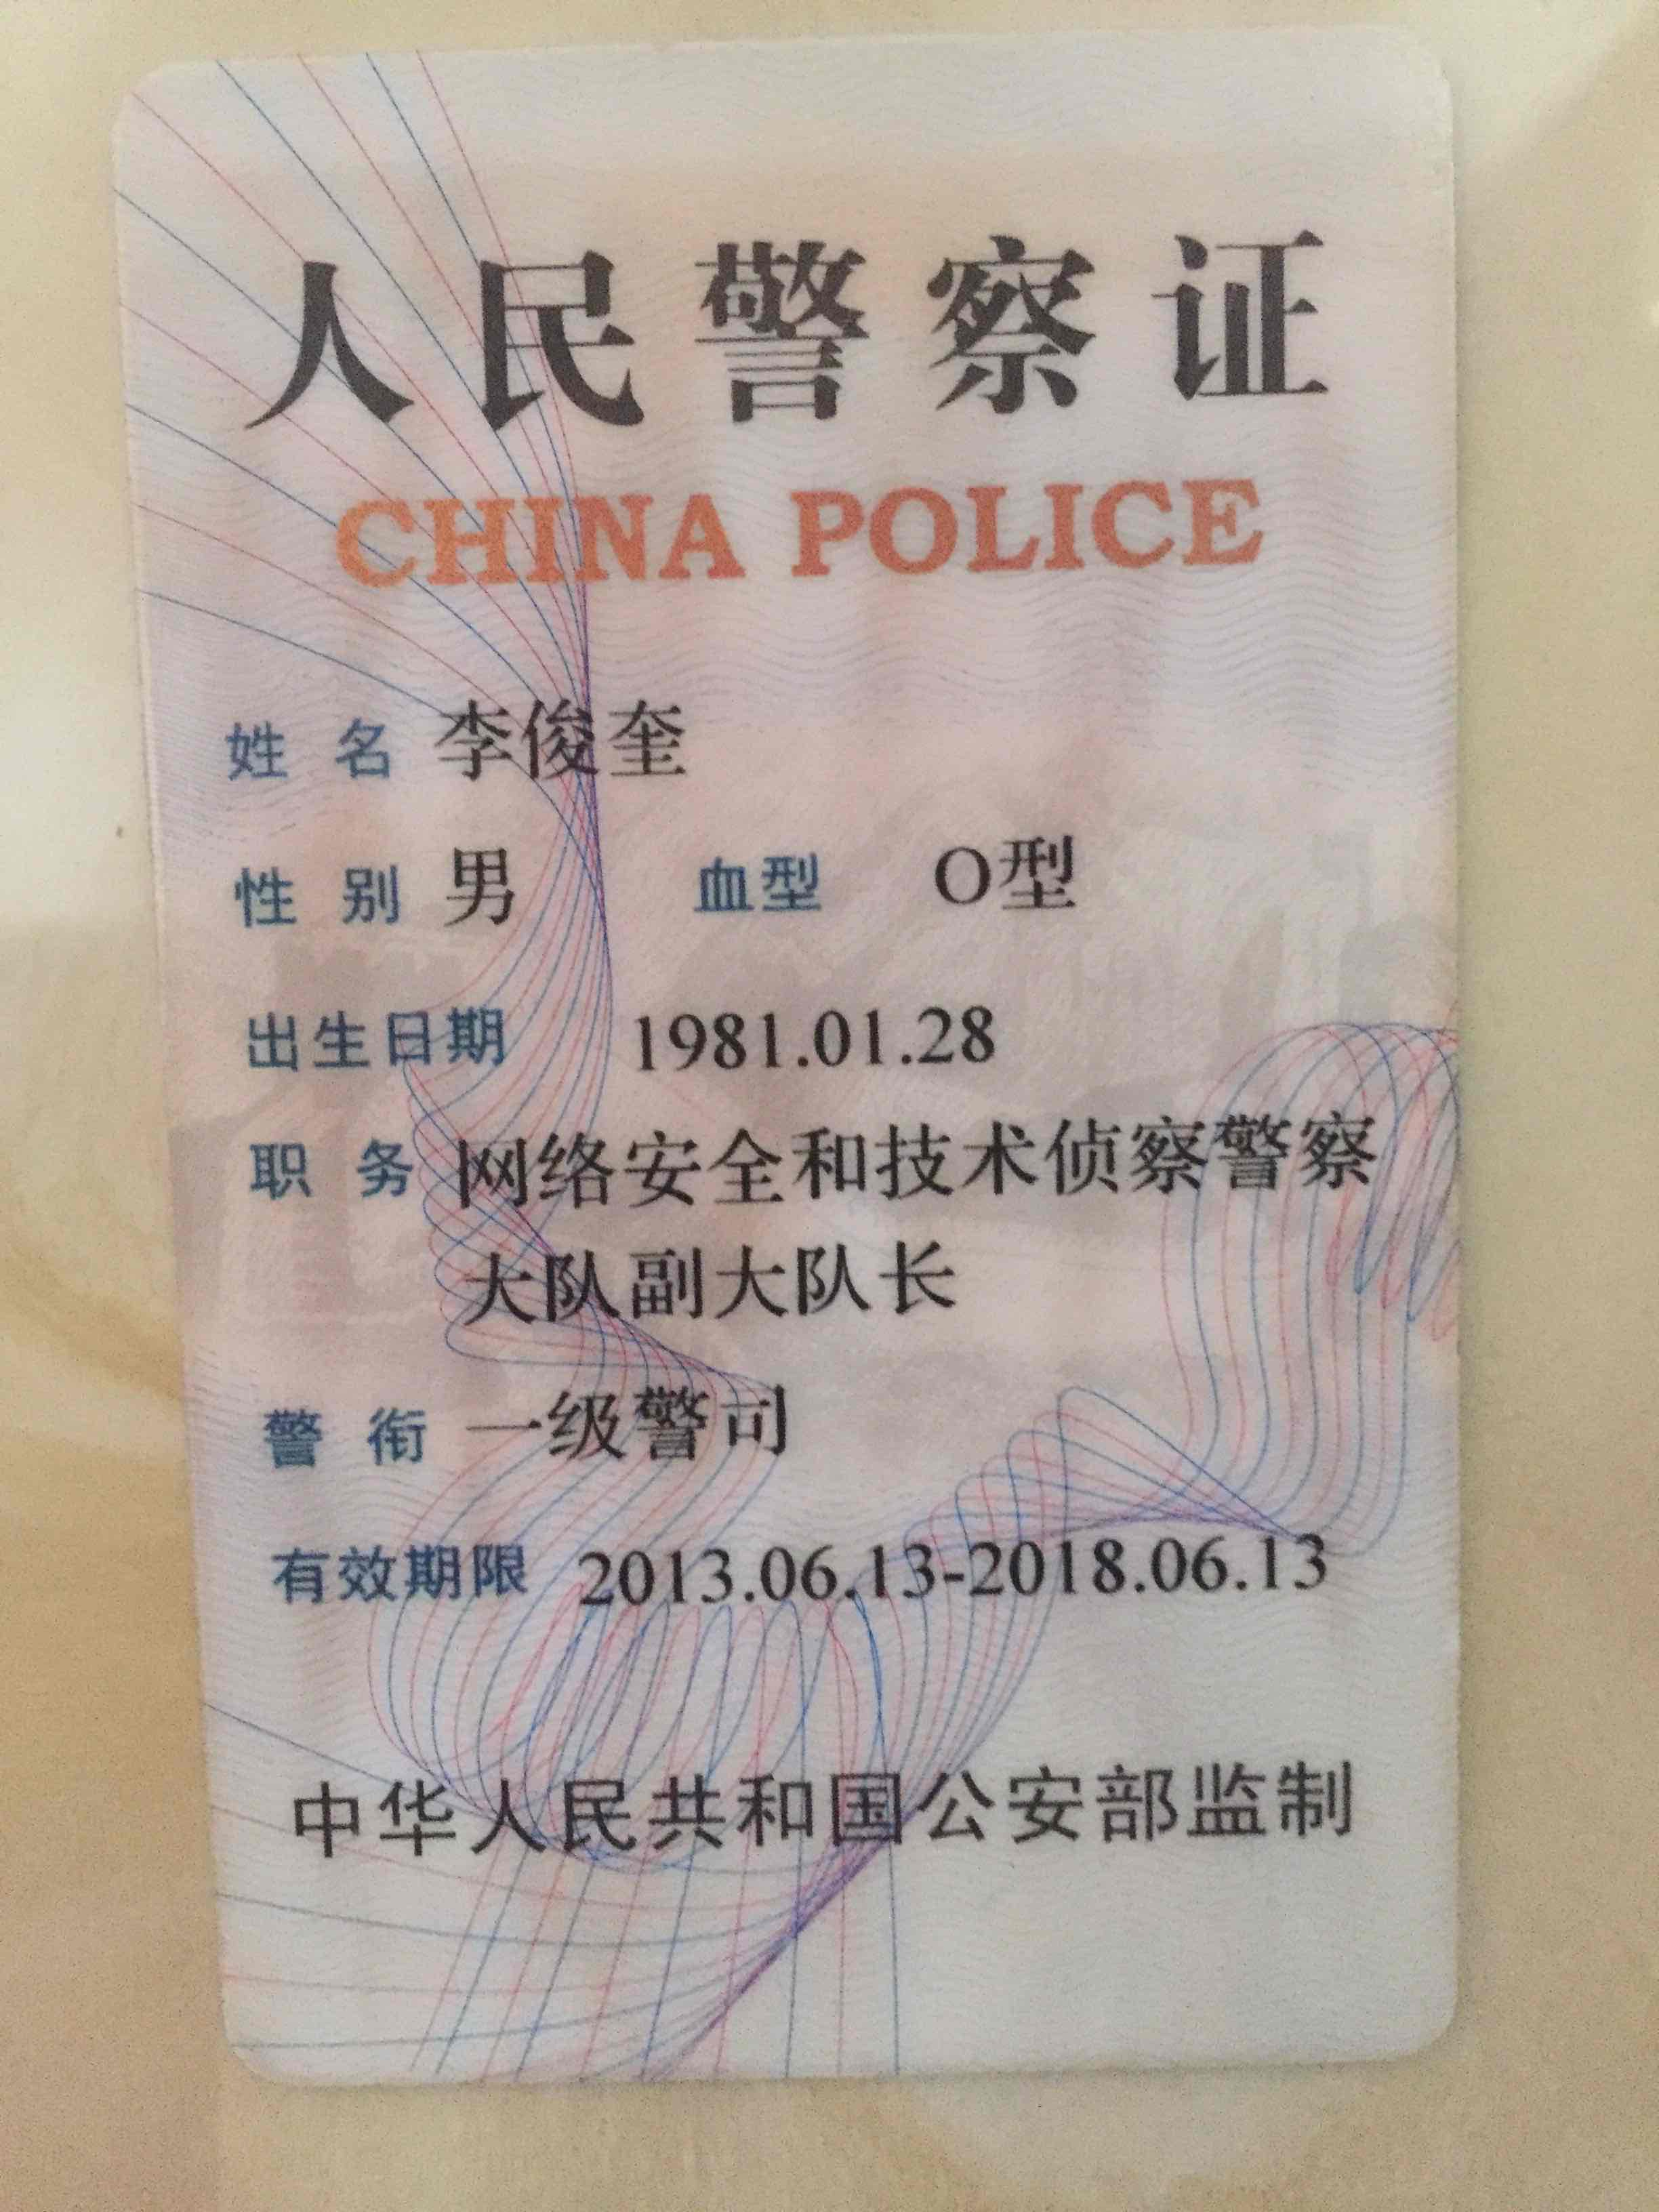 人民警察证
CHINA POLICE
姓 名 李俊奎
性 别 男 血型 O型
出生日期 1981.01.28
职 务 网络安全和技术侦察警察
大队副大队长
警 衔 一级警司
有效期限 2013.06.13-2018.06.13
中华人民共和国公安部监制